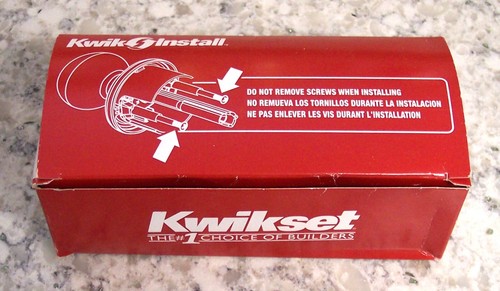 Kwik Install™
DO NOT REMOVE SCREWS WHEN INSTALLING
NO REMUEVA LOS TORNILLOS DURANTE LA INSTALACION
NE PAS ENLEVER LES VIS DURANT L'INSTALLATION
Kwikset
THE #1 CHOICE OF BUILDERS